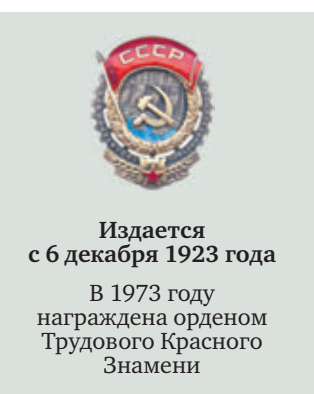 СССР
Издается
с 6 декабря 1923 года
В 1973 году
награждена орденом
Трудового Красного
Знамени